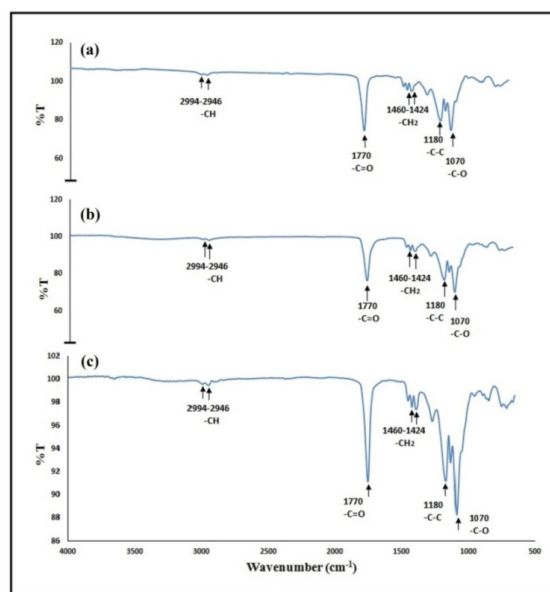 (a)
120
100
80
60
%T
2994-2946
-CH
1770
-C=O
1460-1424
-CH2
1180
-C-C
1070
-C-O
(b)
120
100
80
60
%T
2994-2946
-CH
1770
-C=O
1460-1424
-CH2
1180
-C-C
1070
-C-O
(c)
102
100
98
96
94
92
90
88
86
%T
2994-2946
-CH
1770
-C=O
1460-1424
-CH2
1180
-C-C
1070
-C-O
4000 3000 2000 1500 1000 500
Wavenumber (cm-1)